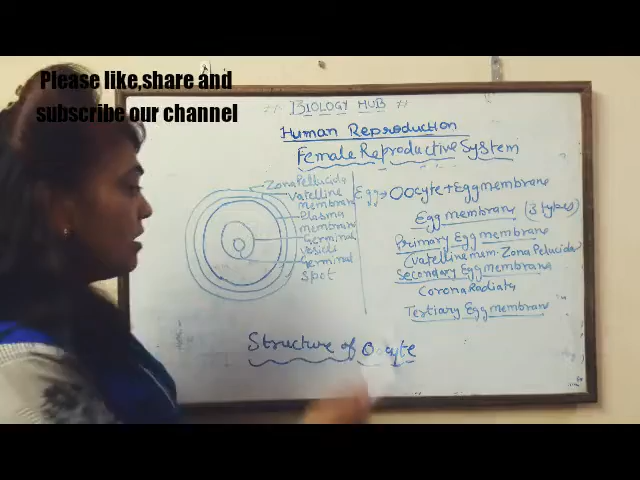 Please like,share and
subscribe our channel
BIOLOGY HUB
Human Reproduction
Female Reproductive System
Zona Pellucida
Vatelline
membrane
Plasma
membrane
Germinal
vesicle
Germinal
spot
Structure of Oocyte
Egg → Oocyte + Egg membrane
Egg membrane (3 types)
Primary Egg membrane
(Vatelline mem. Zona Pelucida)
Secondary Egg membrane
Corona Radiata
Tertiary Egg membrane